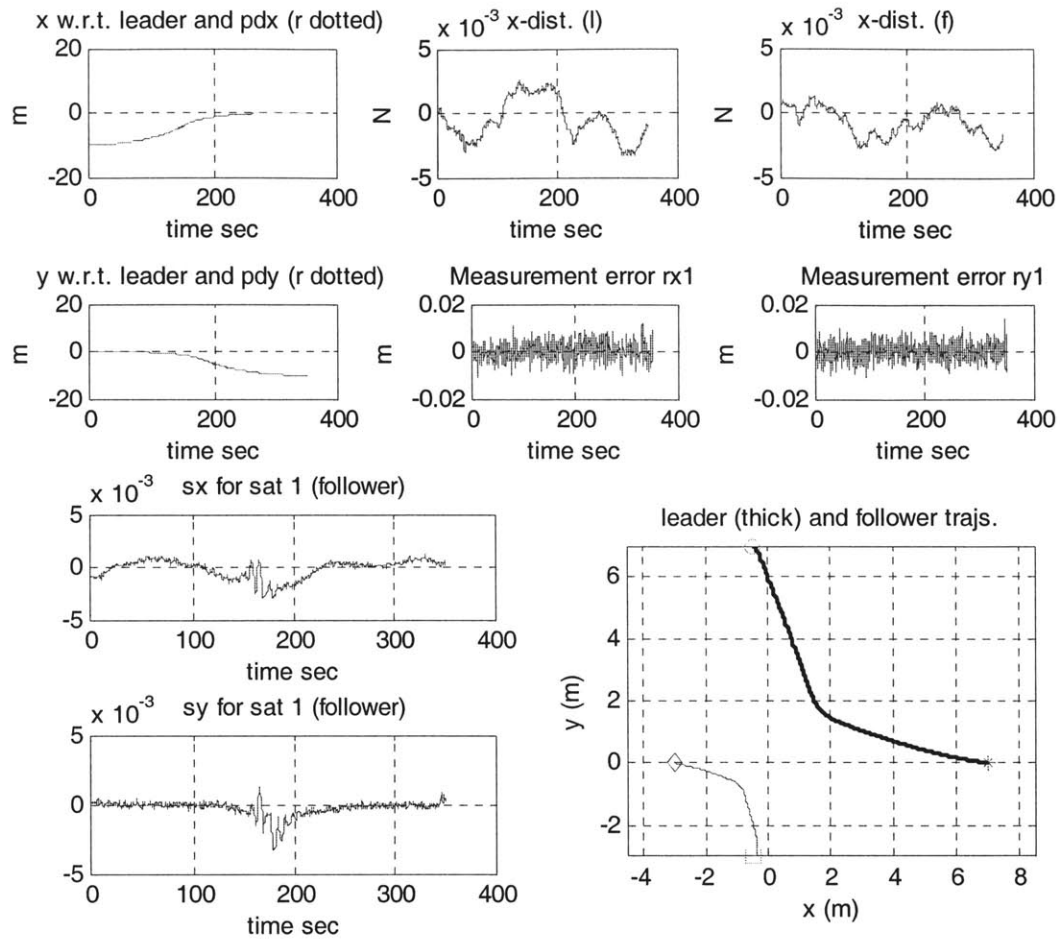 x w.r.t. leader and pdx (r dotted)
20
0
-20
m
0 200 400
time sec
x 10-3 x-dist. (l)
5
0
-5
N
0 200 400
time sec
x 10-3 x-dist. (f)
5
0
-5
N
0 200 400
time sec
y w.r.t. leader and pdy (r dotted)
20
0
-20
m
0 200 400
time sec
Measurement error rx1
0.02
0
-0.02
m
0 200 400
time sec
Measurement error ry1
0.02
0
-0.02
m
0 200 400
time sec
x 10-3 sx for sat 1 (follower)
5
0
-5
0 100 200 300 400
time sec
x 10-3 sy for sat 1 (follower)
5
0
-5
0 100 200 300 400
time sec
leader (thick) and follower trajs.
6
4
2
0
-2
y (m)
-4 -2 0 2 4 6 8
x (m)